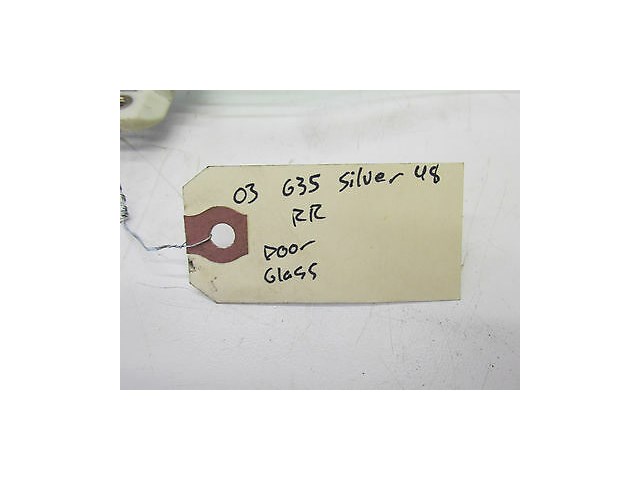 03 G35 Silver 48
RR
Door
Glass